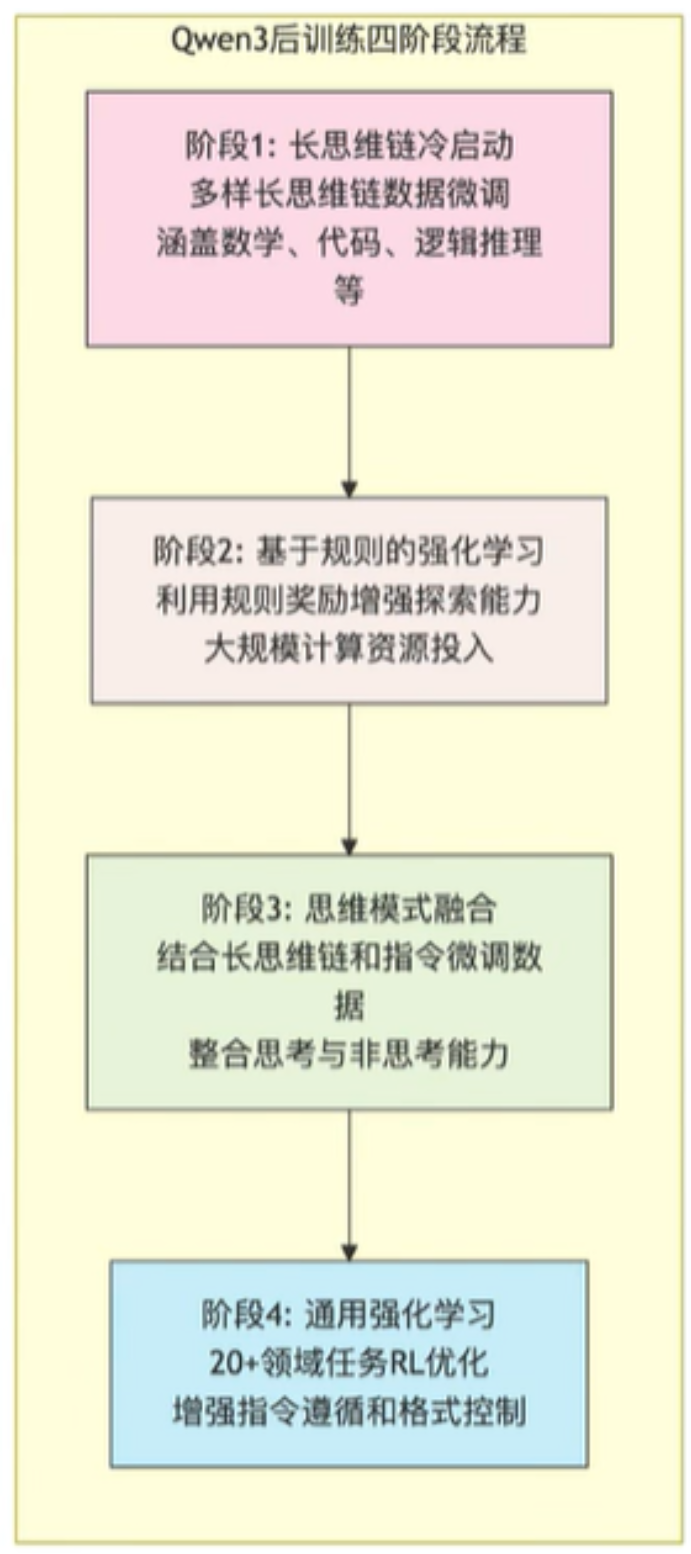 Qwen3后训练四阶段流程
阶段1: 长思维链冷启动
多样长思维链数据微调
涵盖数学、代码、逻辑推理
等
阶段2: 基于规则的强化学习
利用规则奖励增强探索能力
大规模计算资源投入
阶段3: 思维模式融合
结合长思维链和指令微调数
据
整合思考与非思考能力
阶段4: 通用强化学习
20+领域任务RL优化
增强指令遵循和格式控制